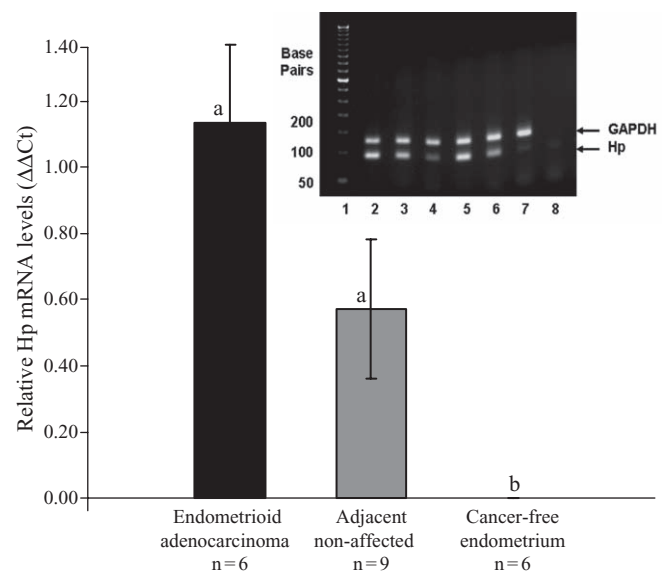 Relative Hp mRNA levels (ΔΔCt)
1.40
1.20
1.00
0.80
0.60
0.40
0.20
0.00
a
a
b
Base
Pairs
200
100
50
GAPDH
Hp
1 2 3 4 5 6 7 8
Endometrioid
adenocarcinoma
n=6
Adjacent
non-affected
n=9
Cancer-free
endometrium
n=6